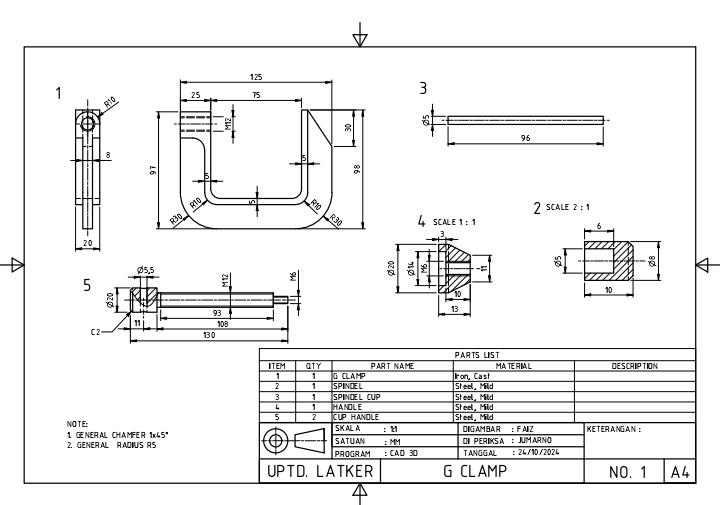 1
R10
8
20
125
25
75
M12
30
97
98
5
5
5
R10
R10
R30
R30
3
Ø5
96
4 SCALE 1 : 1
3
Ø20
Ø14
M6
11
10
13
2 SCALE 2 : 1
6
Ø5
Ø8
10
5
Ø5,5
Ø20
M12
M6
C2
11
93
108
130
NOTE:
1. GENERAL CHAMFER 1x45°
2. GENERAL RADIUS R5
PARTS LIST
ITEM QTY PART NAME MATERIAL DESCRIPTION
1 1 G CLAMP Iron, Cast
2 1 SPINDEL Steel, Mild
3 1 SPINDEL CUP Steel, Mild
4 1 HANDLE Steel, Mild
5 2 CUP HANDLE Steel, Mild
SKALA : 1:1 DIGAMBAR : FAIZ KETERANGAN :
SATUAN : MM DI PERIKSA : JUMARNO
PROGRAM : CAD 3D TANGGAL : 24/10/2024
UPTD. LATKER G CLAMP NO. 1 A4